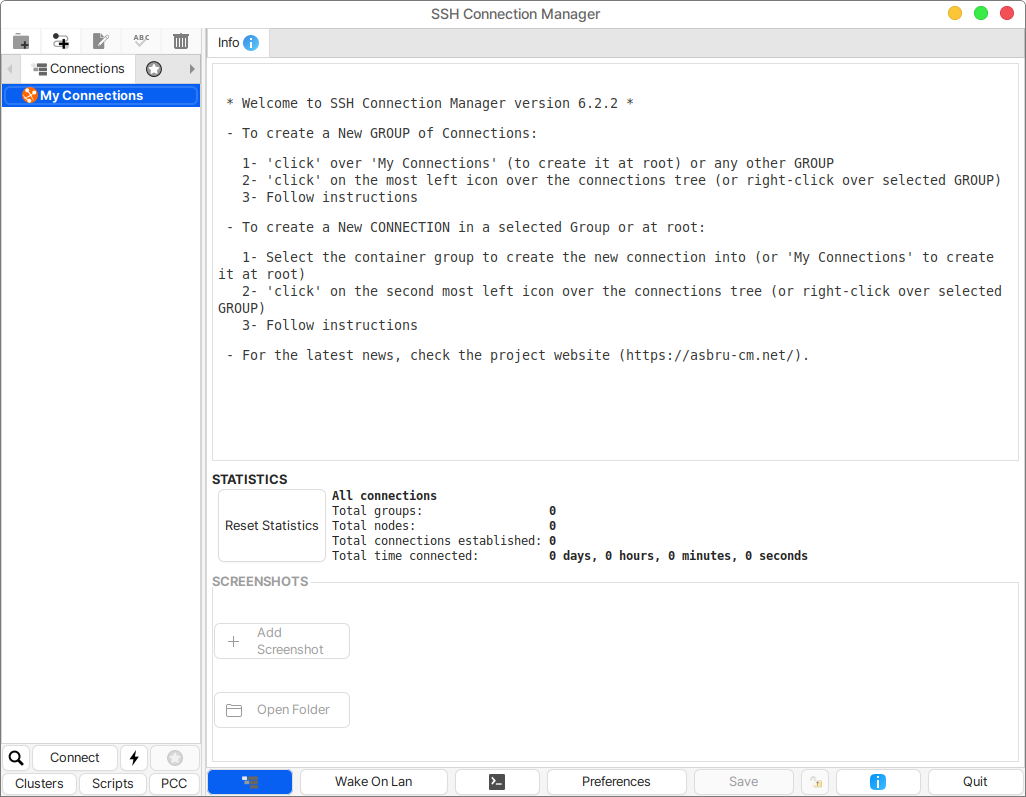 SSH Connection Manager
ABC
Info
Connections
My Connections
* Welcome to SSH Connection Manager version 6.2.2 *
- To create a New GROUP of Connections:
1- 'click' over 'My Connections' (to create it at root) or any other GROUP
2- 'click' on the most left icon over the connections tree (or right-click over selected GROUP)
3- Follow instructions
- To create a New CONNECTION in a selected Group or at root:
1- Select the container group to create the new connection into (or 'My Connections' to create
it at root)
2- 'click' on the second most left icon over the connections tree (or right-click over selected
GROUP)
3- Follow instructions
- For the latest news, check the project website (https://asbru-cm.net/).
STATISTICS
Reset Statistics
All connections
Total groups: 0
Total nodes: 0
Total connections established: 0
Total time connected: 0 days, 0 hours, 0 minutes, 0 seconds
SCREENSHOTS
Add
Screenshot
Open Folder
Connect
Clusters
Scripts
PCC
Wake On Lan
Preferences
Save
Quit